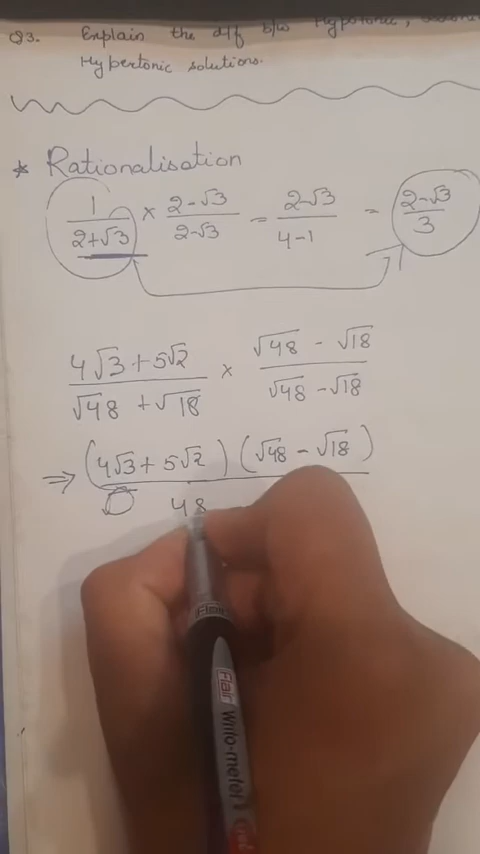 Q3. Explain the dif b/w Hypotonic,
Hypertonic solutions.
* Rationalisation
1/(2+√3) × (2-√3)/(2-√3) = (2-√3)/(4-1) = (2-√3)/3
(4√3+5√2)/(√48 + √18) × (√48 - √18)/(√48 - √18)
⇒ (4√3+5√2) (√48 - √18)
48
Flair
Flair Writo-meter